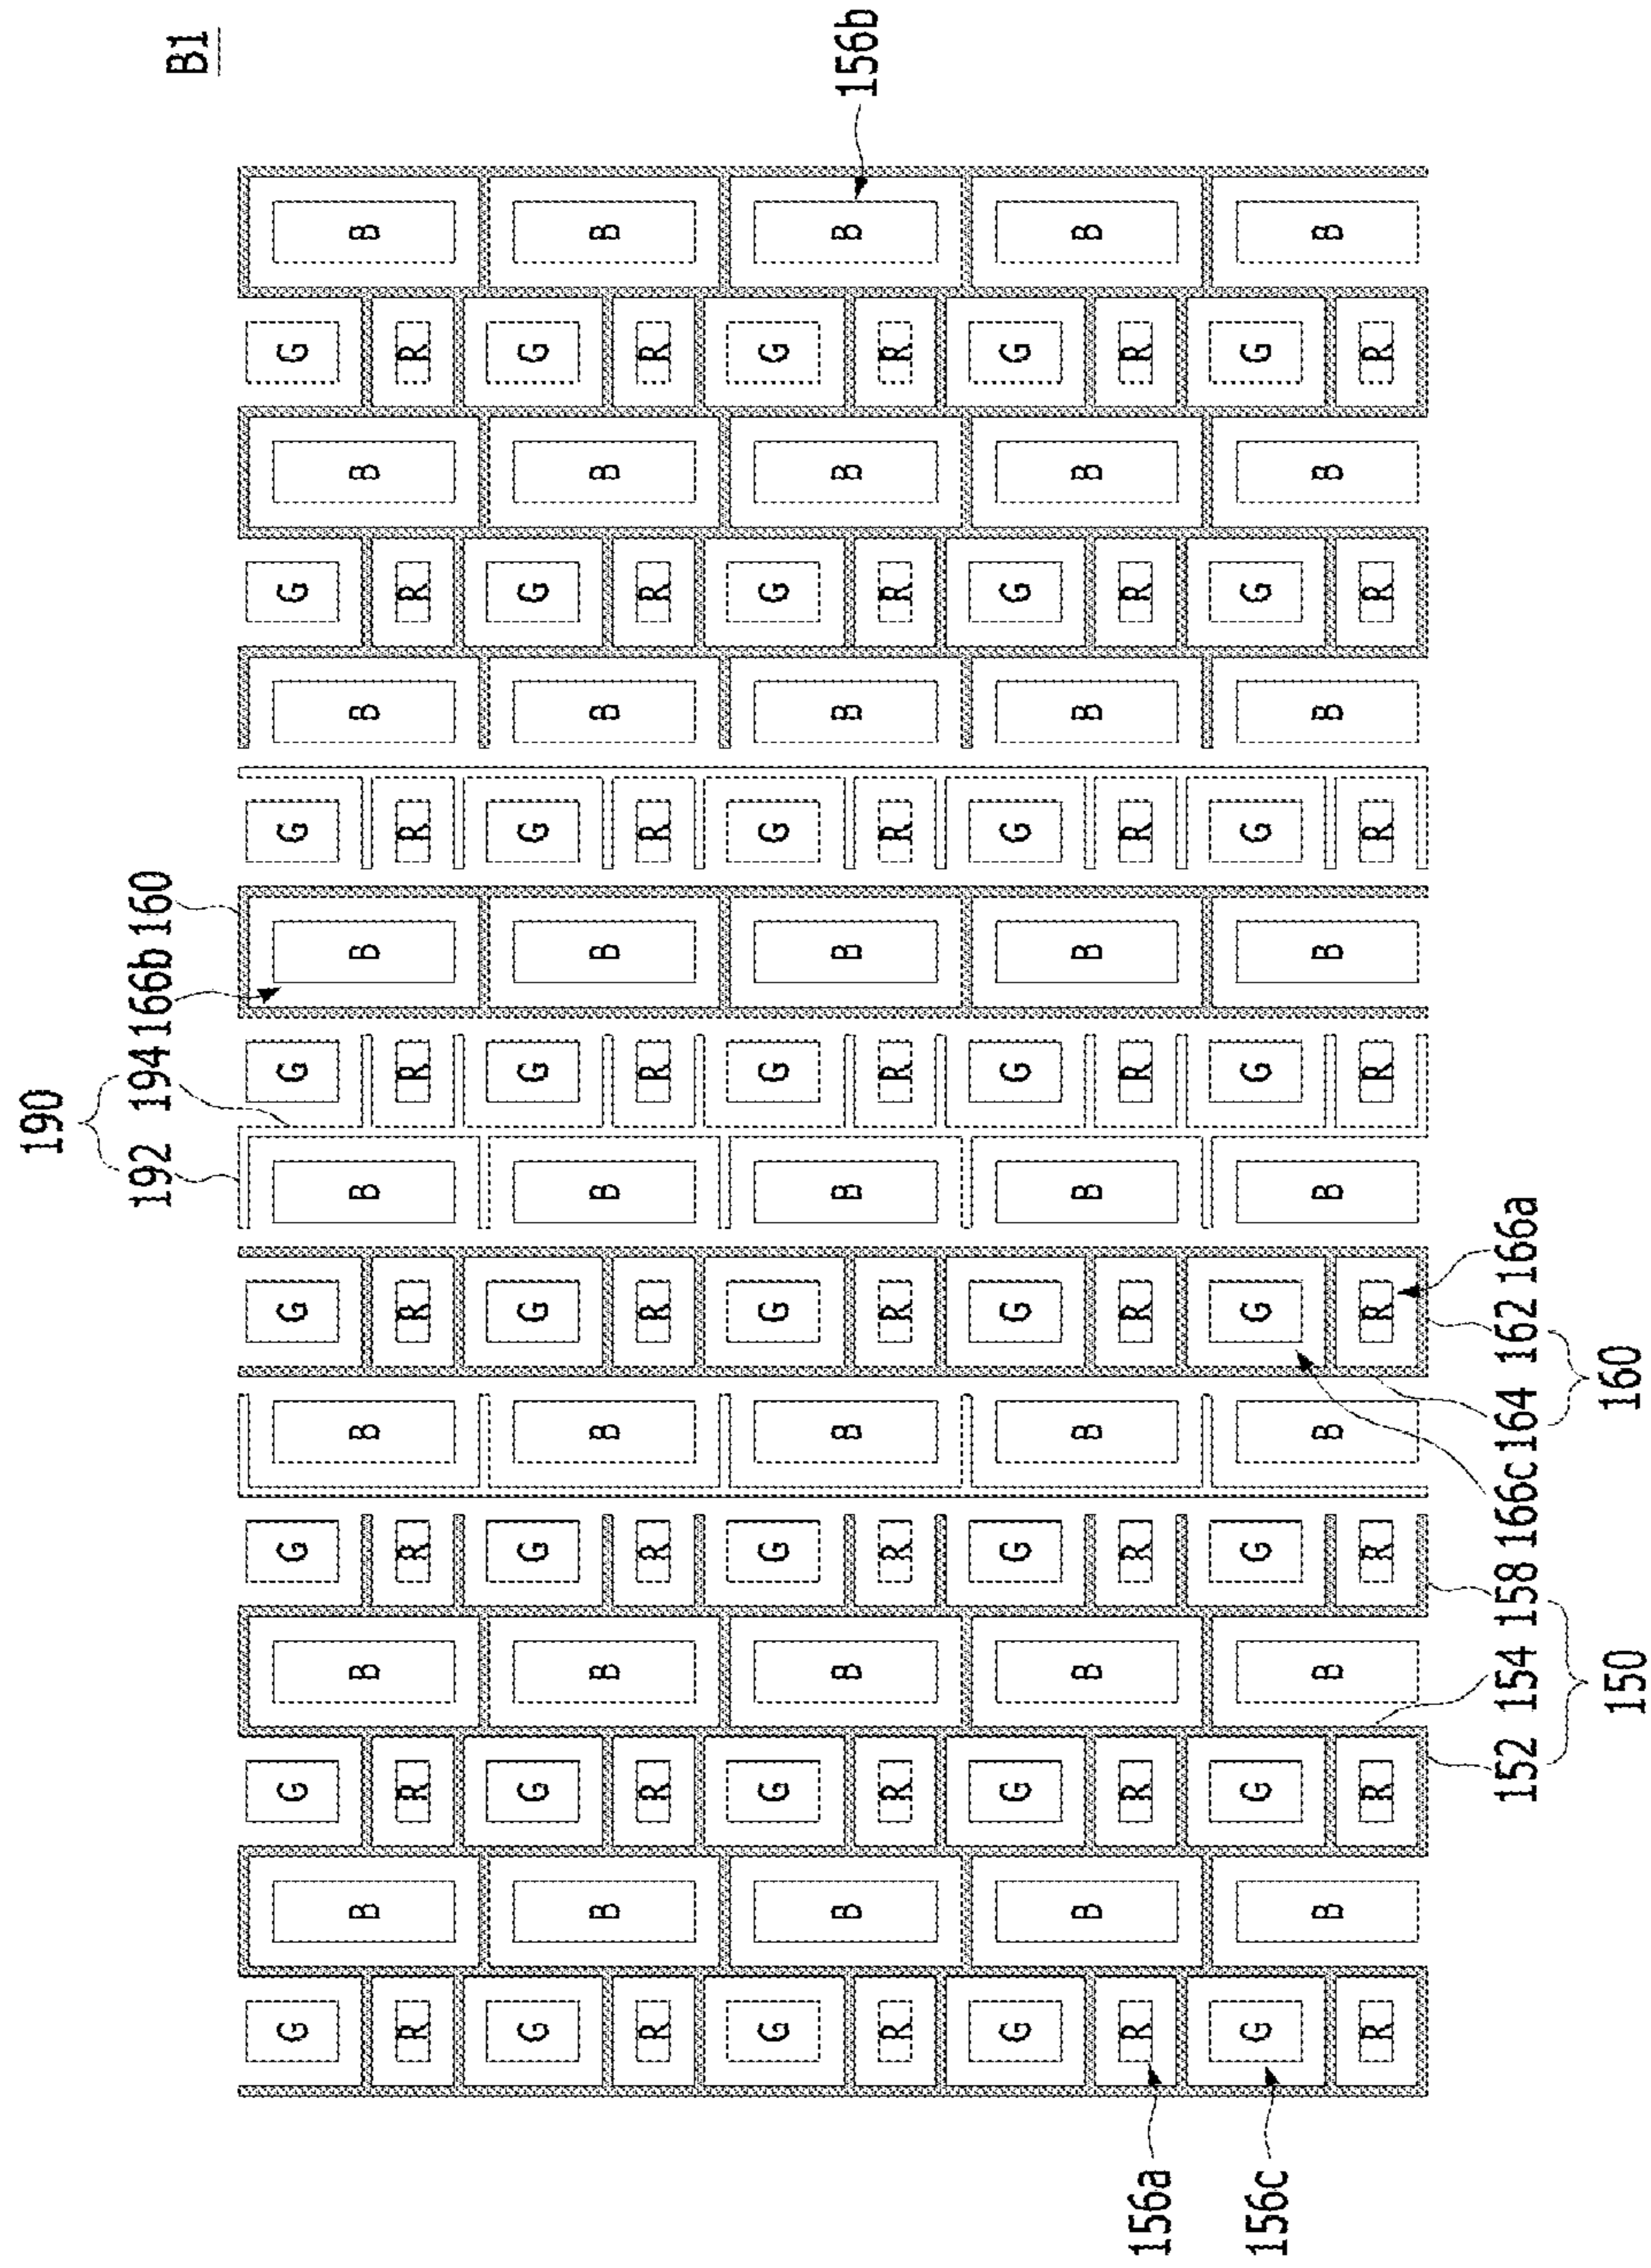 190
192 194 166b 160
B1
G G G G G G G G
B B B B B B B B
R R R R R R R R
G G G G G G G G
B B B B B B B B
R R R R R R R R
G G G G G G G G
B B B B B B B B 156b
R R R R R R R R
G G G G G G G G
B B B B B B B B
156a R R R R R R R R
156c G G G G G G G G
B B B B B B B B
R R R R R R R R
152 154 158 166c 164 162 166a
150 160